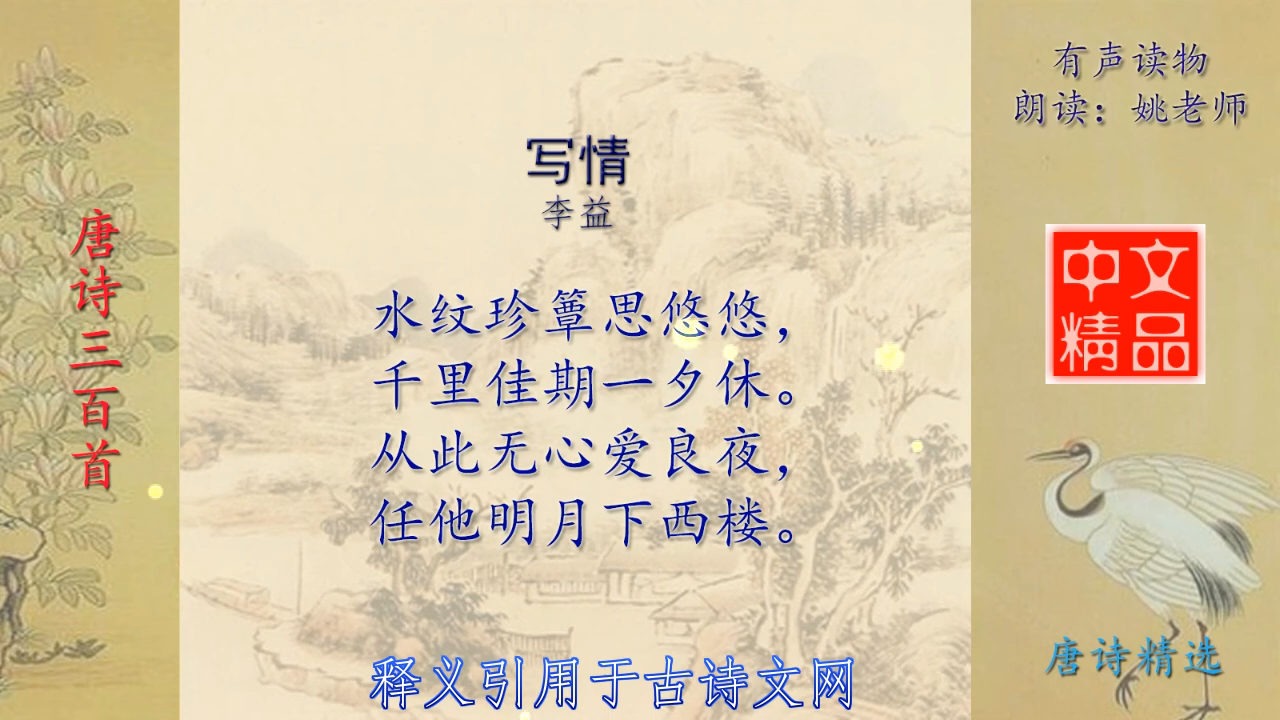 唐诗三百首
写情
李益
水纹珍簟思悠悠，
千里佳期一夕休。
从此无心爱良夜，
任他明月下西楼。
释义引用于古诗文网
有声读物
朗读：姚老师
中文
精品
唐诗精选